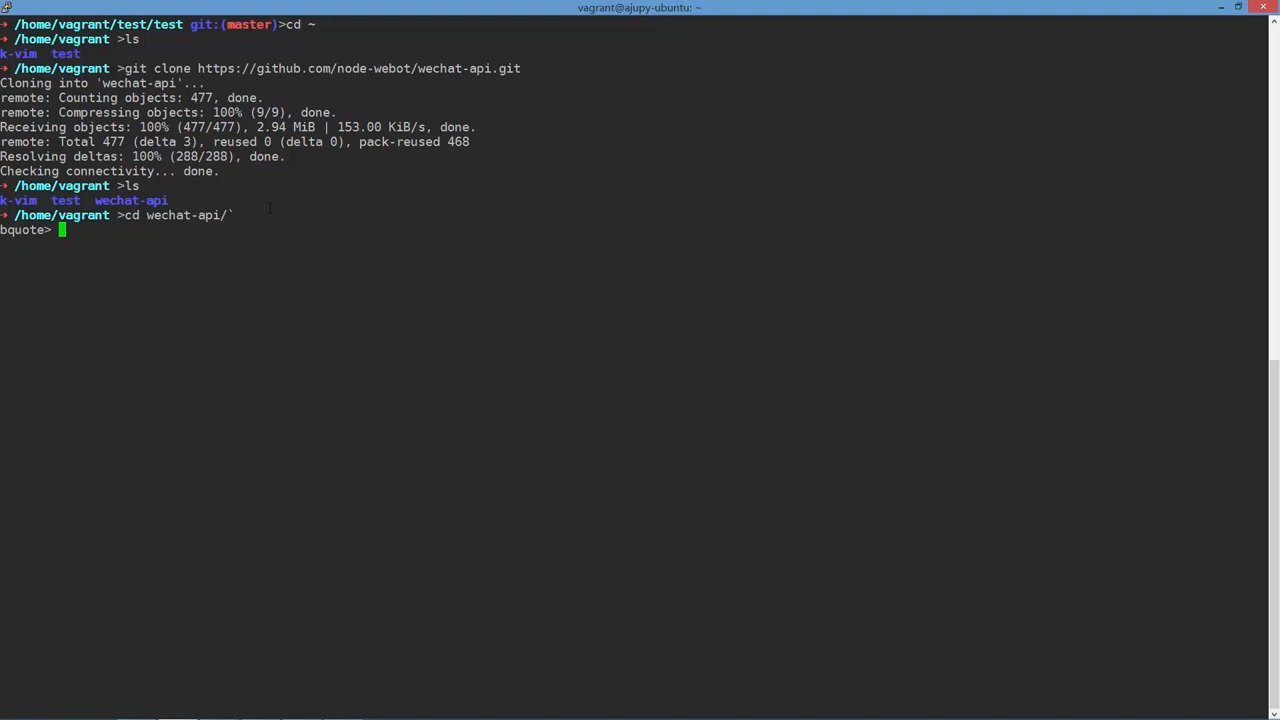 vagrant@ajupy-ubuntu: ~
➜ /home/vagrant/test/test git:(master)>cd ~
➜ /home/vagrant >ls
k-vim  test
➜ /home/vagrant >git clone https://github.com/node-webot/wechat-api.git
Cloning into 'wechat-api'...
remote: Counting objects: 477, done.
remote: Compressing objects: 100% (9/9), done.
Receiving objects: 100% (477/477), 2.94 MiB | 153.00 KiB/s, done.
remote: Total 477 (delta 3), reused 0 (delta 0), pack-reused 468
Resolving deltas: 100% (288/288), done.
Checking connectivity... done.
➜ /home/vagrant >ls
k-vim  test  wechat-api
➜ /home/vagrant >cd wechat-api/`
bquote>